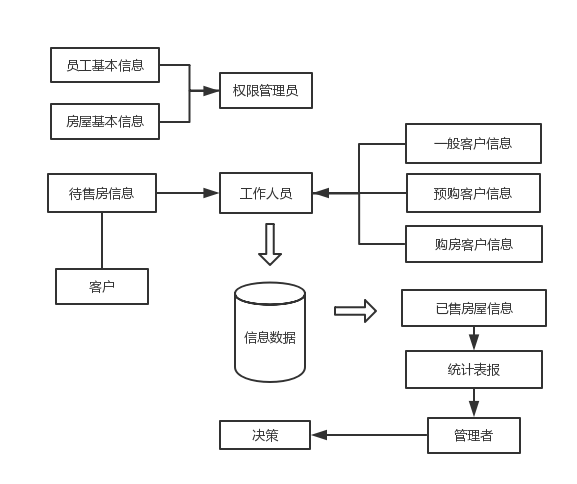 员工基本信息
权限管理员
房屋基本信息
一般客户信息
待售房信息
工作人员
预购客户信息
购房客户信息
客户
信息数据
已售房屋信息
统计表报
决策
管理者